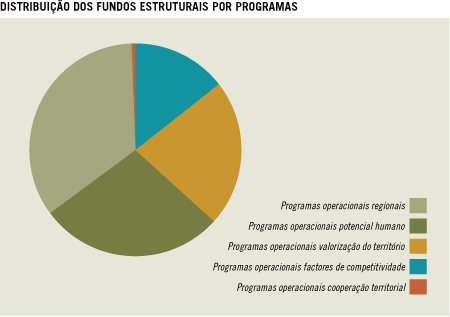 DISTRIBUIÇÃO DOS FUNDOS ESTRUTURAIS POR PROGRAMAS
Programas operacionais regionais
Programas operacionais potencial humano
Programas operacionais valorização do território
Programas operacionais factores de competitividade
Programas operacionais cooperação territorial